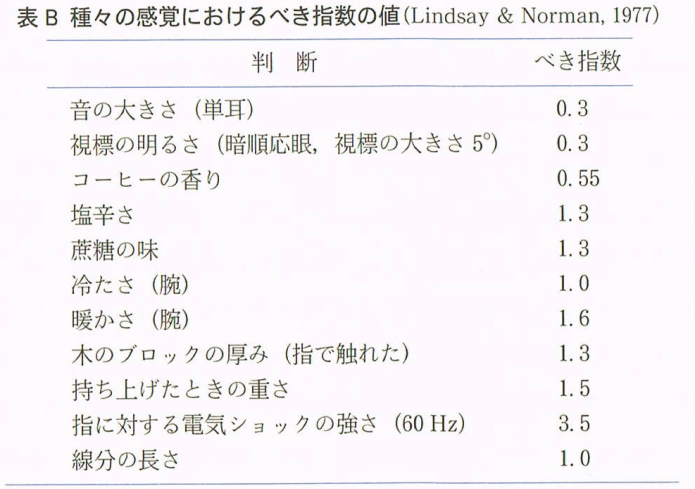 表 B 種々の感覚におけるべき指数の値(Lindsay & Norman, 1977)
判 断 べき指数
音の大きさ（単耳） 0.3
視標の明るさ（暗順応眼，視標の大きさ 5°） 0.3
コーヒーの香り 0.55
塩辛さ 1.3
蔗糖の味 1.3
冷たさ（腕） 1.0
暖かさ（腕） 1.6
木のブロックの厚み（指で触れた） 1.3
持ち上げたときの重さ 1.5
指に対する電気ショックの強さ（60 Hz） 3.5
線分の長さ 1.0